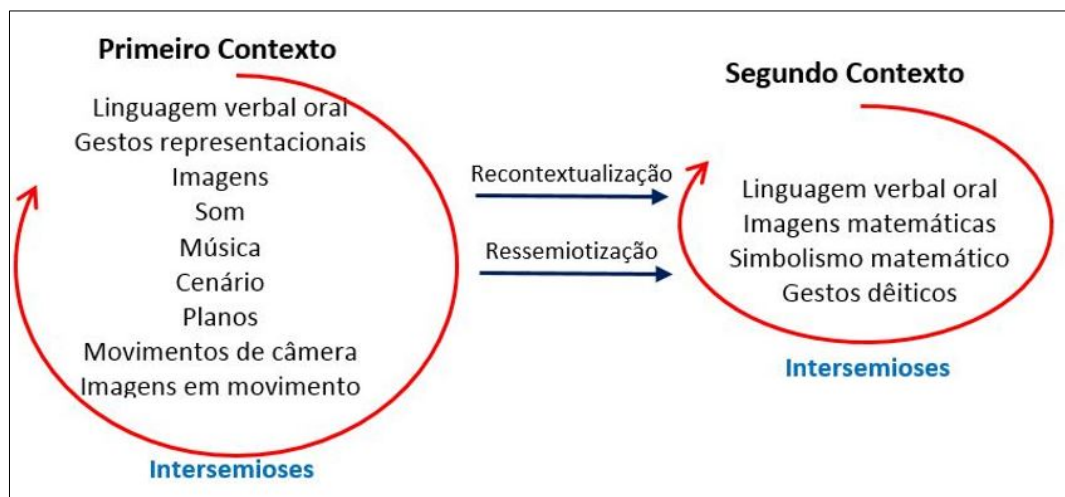 Primeiro Contexto
Linguagem verbal oral
Gestos representacionais
Imagens
Som
Música
Cenário
Planos
Movimentos de câmera
Imagens em movimento
Intersemioses
Recontextualização
Ressemiotização
Segundo Contexto
Linguagem verbal oral
Imagens matemáticas
Simbolismo matemático
Gestos dêiticos
Intersemioses